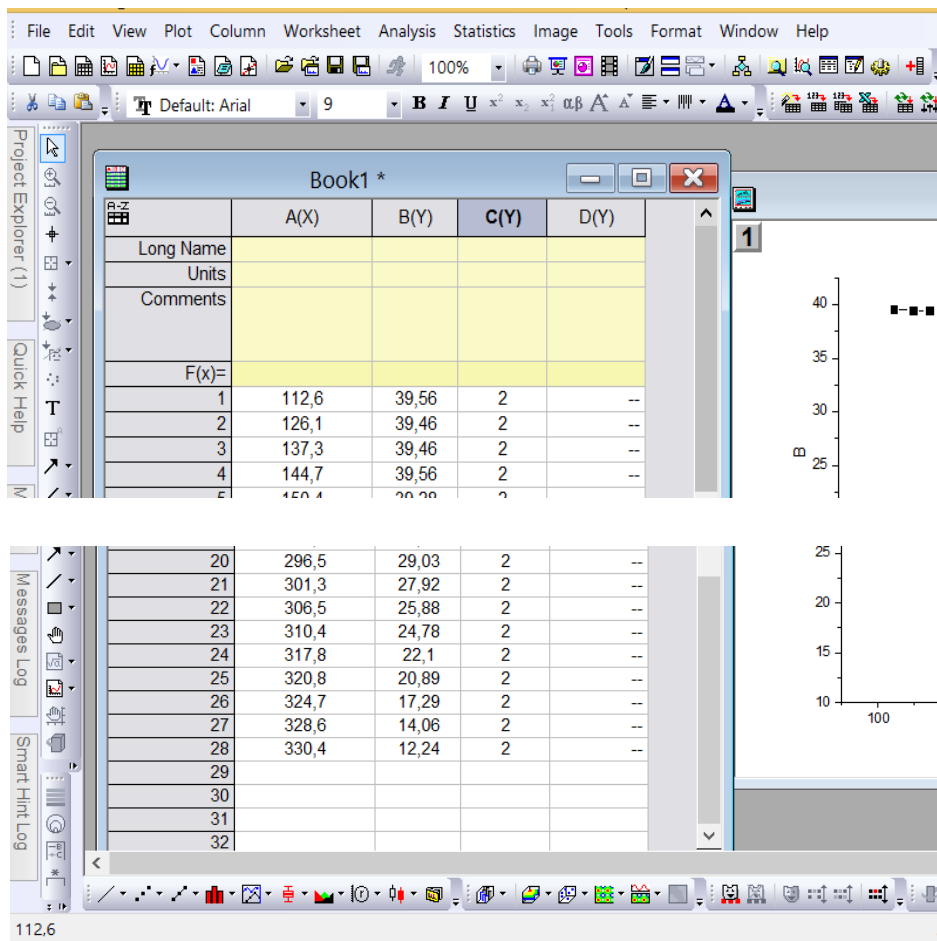 File Edit View Plot Column Worksheet Analysis Statistics Image Tools Format Window Help
100%
Default: Arial 9 B I U x² x₂ αβ A A A
Project Explorer (1)
Quick Help
Messages Log
Smart Hint Log
T
Book1 *
A(X) B(Y) C(Y) D(Y)
Long Name
Units
Comments
F(x)=
1 112,6 39,56 2 --
2 126,1 39,46 2 --
3 137,3 39,46 2 --
4 144,7 39,56 2 --
20 296,5 29,03 2 --
21 301,3 27,92 2 --
22 306,5 25,88 2 --
23 310,4 24,78 2 --
24 317,8 22,1 2 --
25 320,8 20,89 2 --
26 324,7 17,29 2 --
27 328,6 14,06 2 --
28 330,4 12,24 2 --
29
30
31
32
1
40
35
30
25
B
25
20
15
10
100
112,6